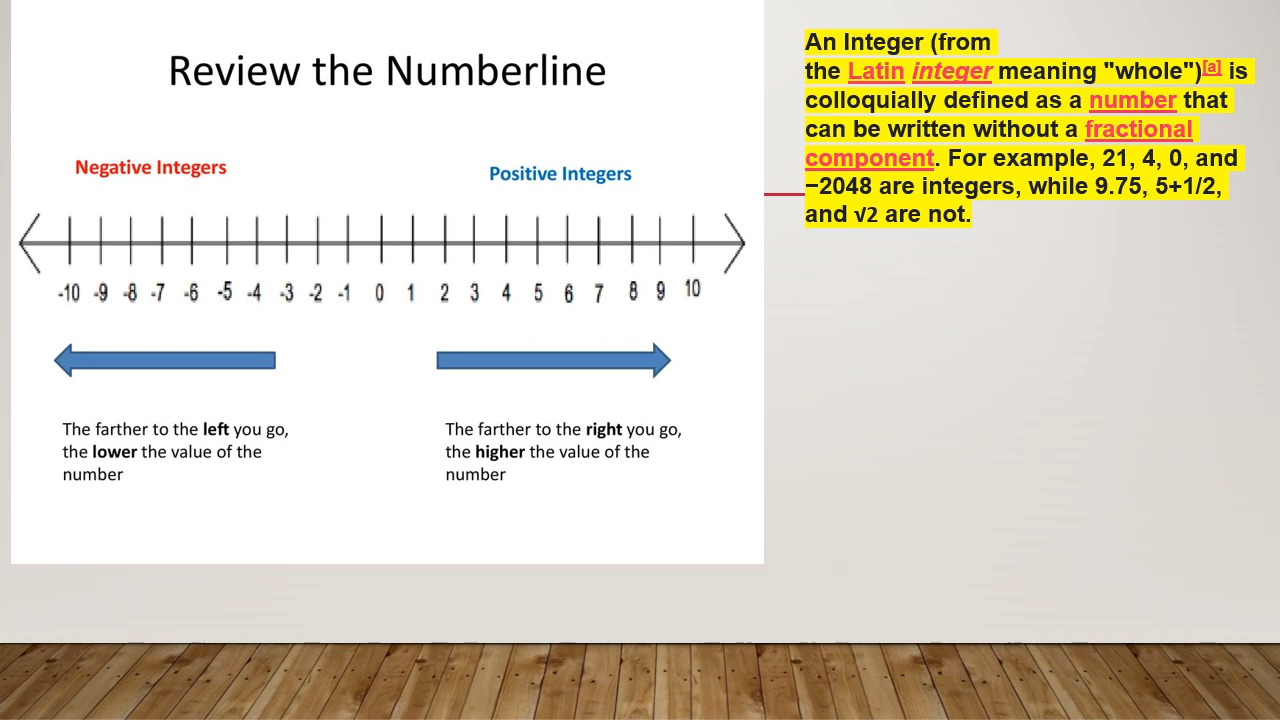 Review the Numberline
Negative Integers
Positive Integers
-10 -9 -8 -7 -6 -5 -4 -3 -2 -1 0 1 2 3 4 5 6 7 8 9 10
The farther to the left you go,
the lower the value of the
number
The farther to the right you go,
the higher the value of the
number
An Integer (from
the Latin integer meaning "whole")[a] is
colloquially defined as a number that
can be written without a fractional
component. For example, 21, 4, 0, and
−2048 are integers, while 9.75, 5+1/2,
and √2 are not.